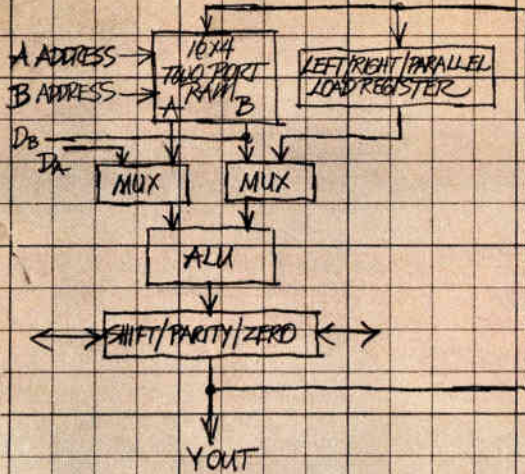 A ADDRESS
B ADDRESS
16x4
TWO PORT
RAM
A B
LEFT/RIGHT/PARALLEL
LOAD REGISTER
DB
DA
MUX
MUX
ALU
SHIFT/PARITY/ZERO
YOUT